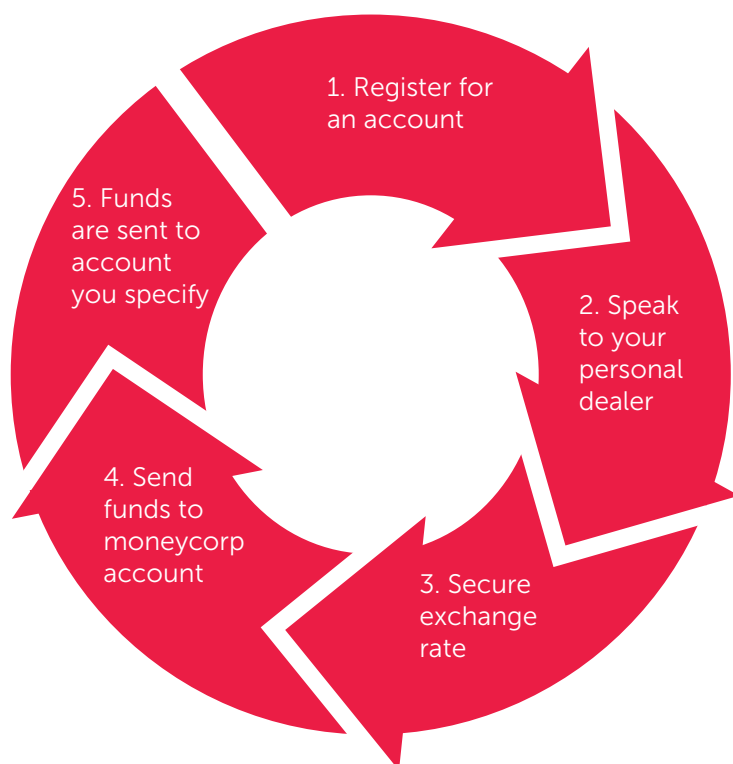 1. Register for
an account
2. Speak
to your
personal
dealer
3. Secure
exchange
rate
4. Send
funds to
moneycorp
account
5. Funds
are sent to
account
you specify